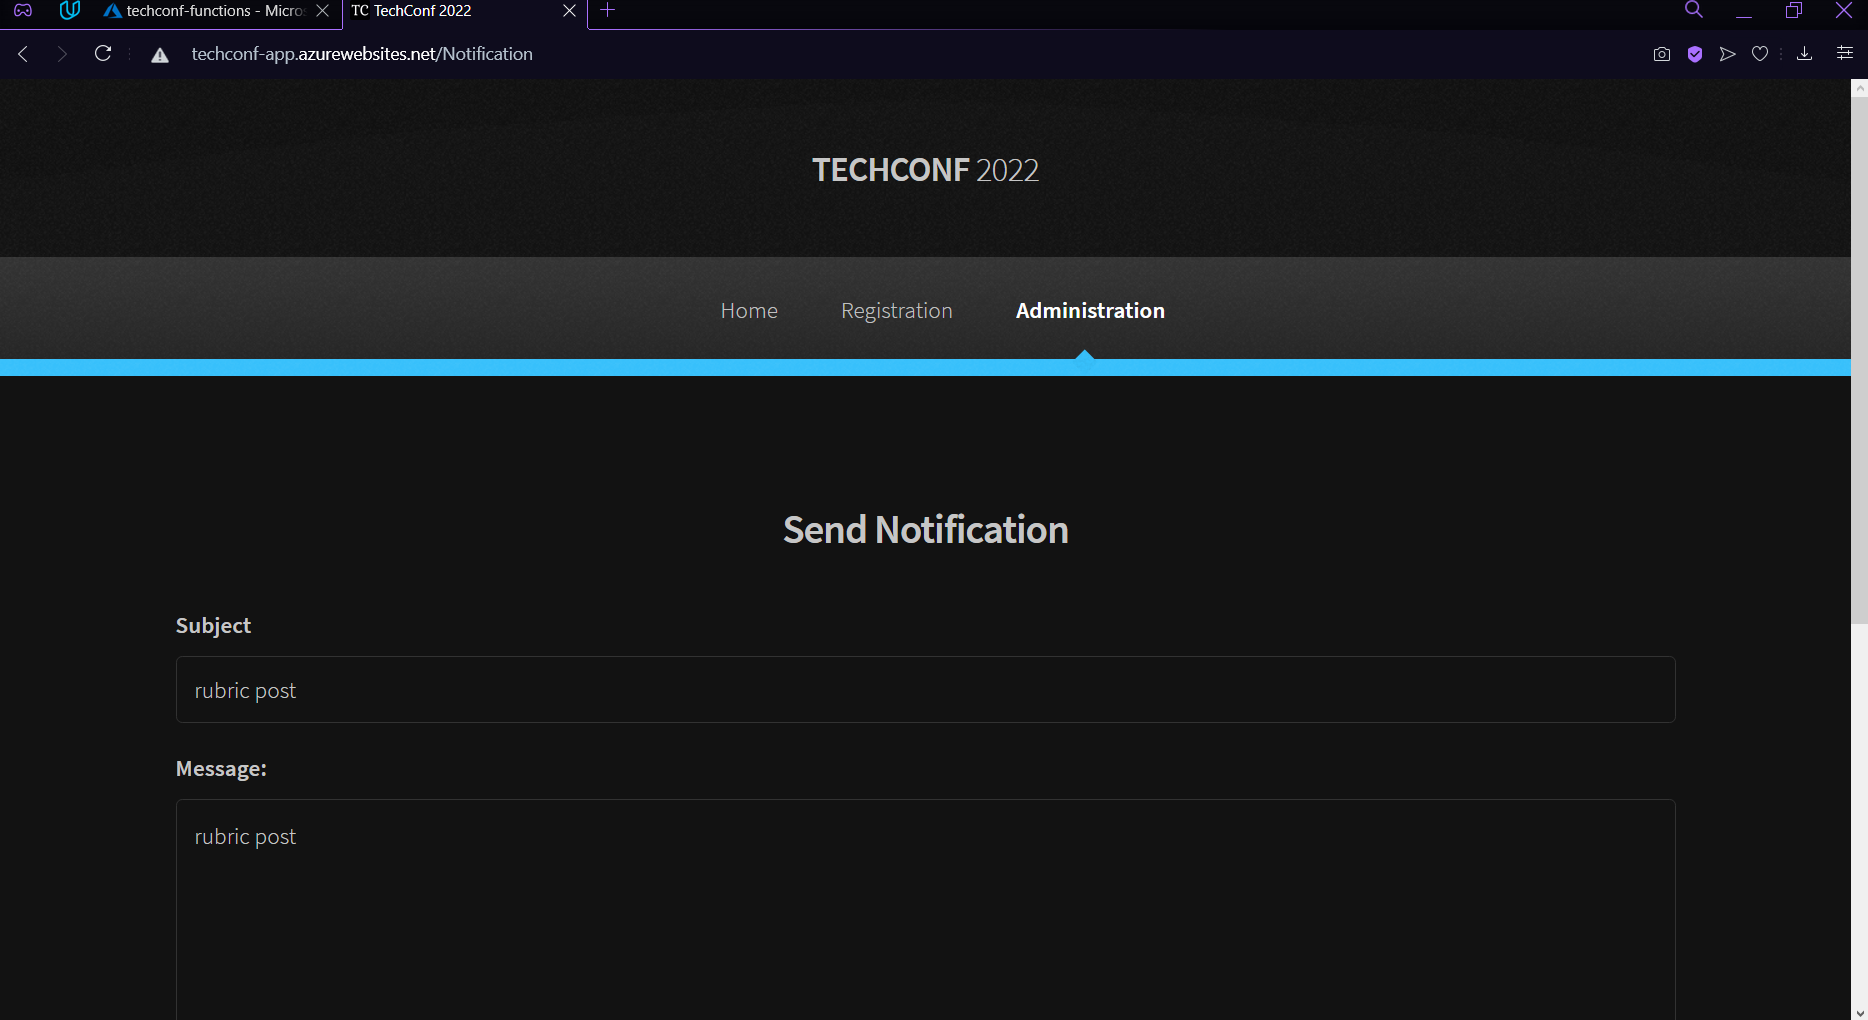 techconf-functions - Micros
TC TechConf 2022
techconf-app.azurewebsites.net/Notification
TECHCONF 2022
Home Registration Administration
Send Notification
Subject
rubric post
Message:
rubric post